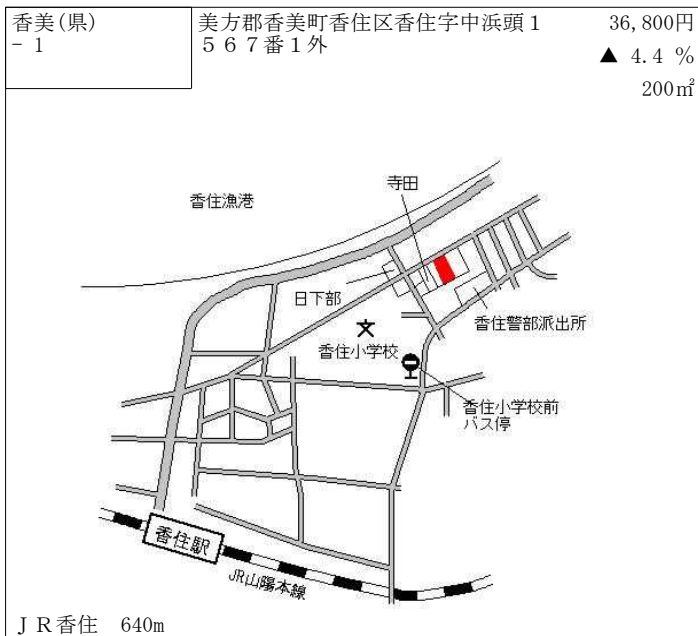 香美(県)
- 1
美方郡香美町香住区香住字中浜頭１
５６７番１外
36,800円
▲ 4.4 %
200㎡
寺田
香住漁港
日下部
香住警部派出所
香住小学校
香住小学校前
バス停
香住駅
JR山陽本線
ＪＲ香住 640m